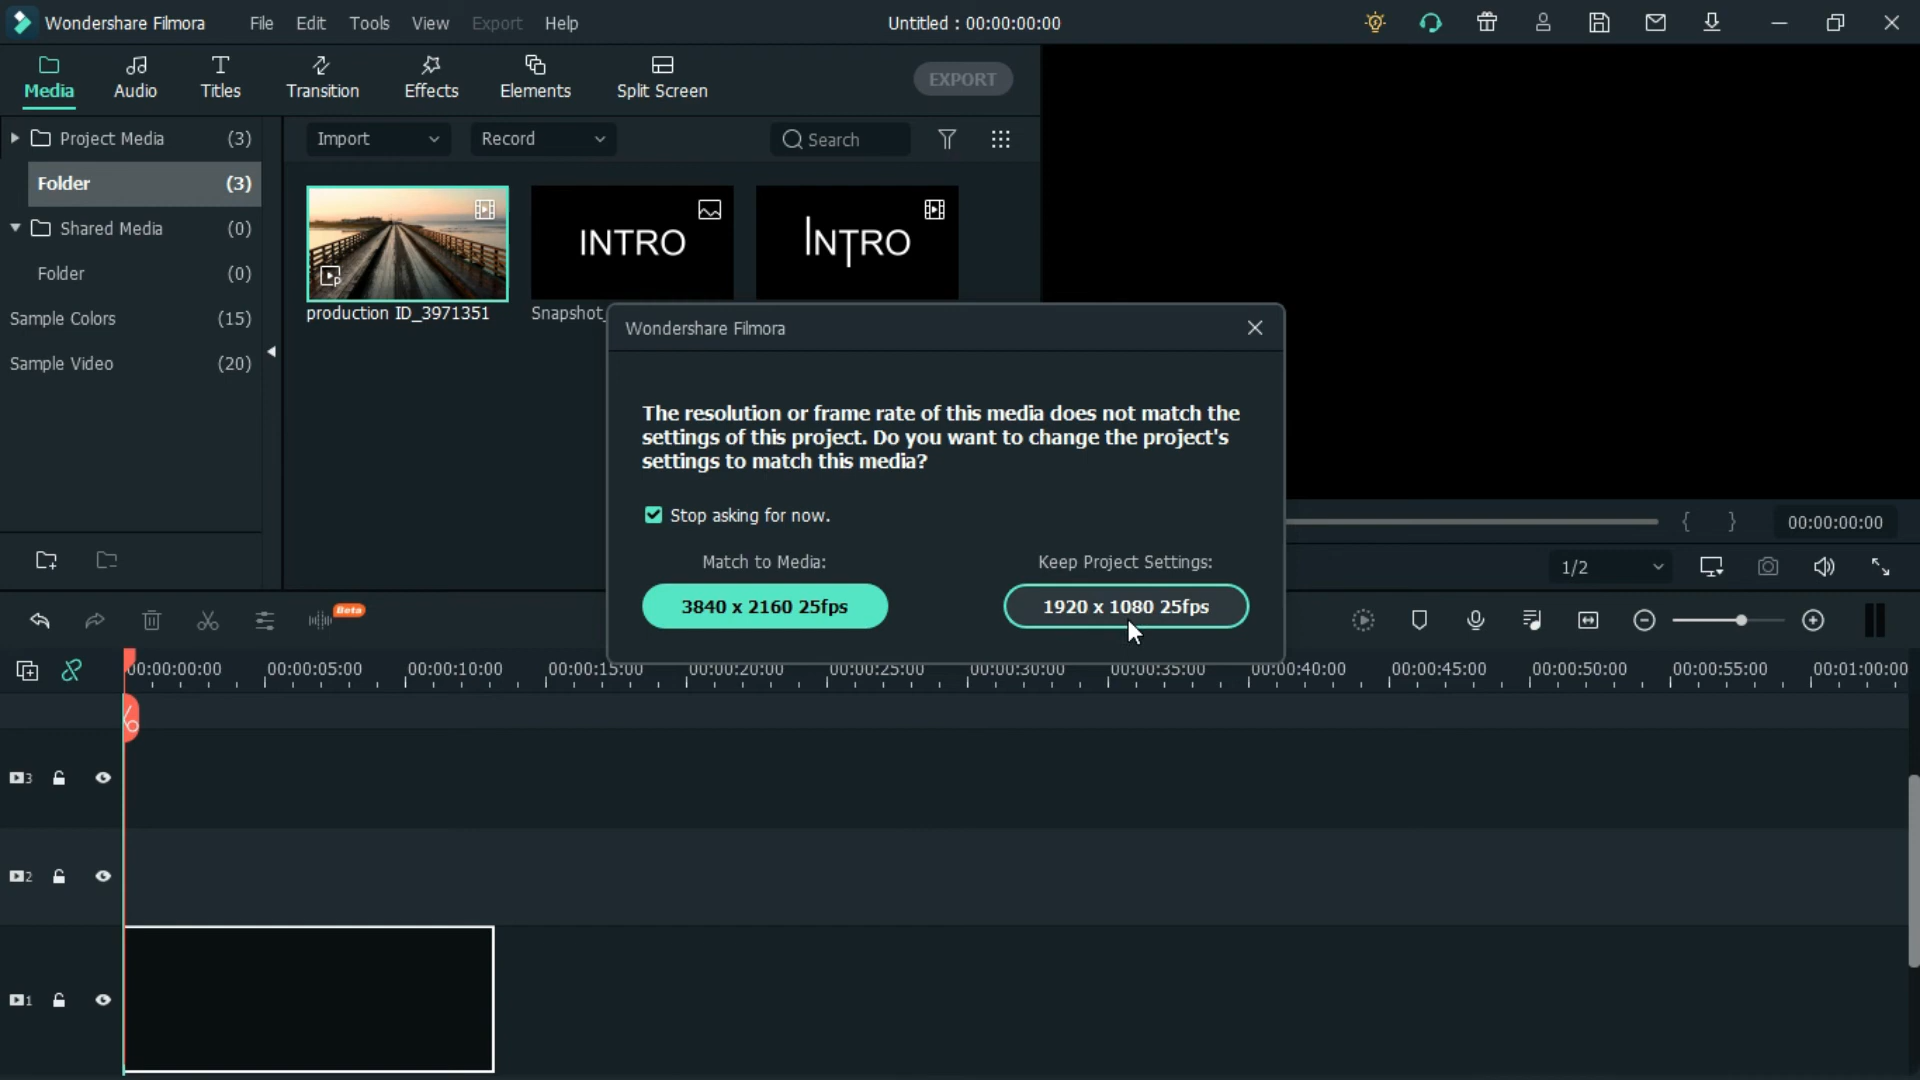 Wondershare Filmora
File Edit Tools View Export Help
Untitled : 00:00:00:00
Media Audio Titles Transition Effects Elements Split Screen
EXPORT
Project Media (3)
Folder (3)
Shared Media (0)
Folder (0)
Sample Colors (15)
Sample Video (20)
Import Record Search
INTRO
INTRO
production ID_3971351 Snapshot_
Wondershare Filmora
The resolution or frame rate of this media does not match the
settings of this project. Do you want to change the project's
settings to match this media?
Stop asking for now.
Match to Media: Keep Project Settings:
3840 x 2160 25fps 1920 x 1080 25fps
{ } 00:00:00:00
1/2
Beta
00:00:00:00 00:00:05:00 00:00:10:00 00:00:15:00 00:00:20:00 00:00:25:00 00:00:30:00 00:00:35:00 00:00:40:00 00:00:45:00 00:00:50:00 00:00:55:00 00:01:00:00
3
2
1